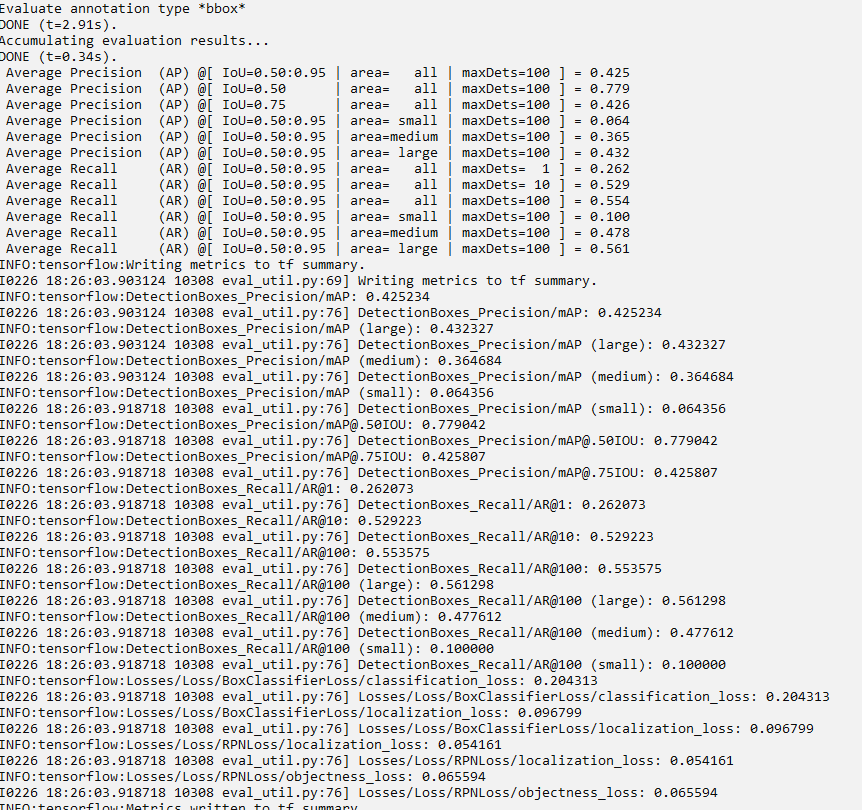 Evaluate annotation type *bbox*
DONE (t=2.91s).
Accumulating evaluation results...
DONE (t=0.34s).
 Average Precision  (AP) @[ IoU=0.50:0.95 | area=   all | maxDets=100 ] = 0.425
 Average Precision  (AP) @[ IoU=0.50      | area=   all | maxDets=100 ] = 0.779
 Average Precision  (AP) @[ IoU=0.75      | area=   all | maxDets=100 ] = 0.426
 Average Precision  (AP) @[ IoU=0.50:0.95 | area= small | maxDets=100 ] = 0.064
 Average Precision  (AP) @[ IoU=0.50:0.95 | area=medium | maxDets=100 ] = 0.365
 Average Precision  (AP) @[ IoU=0.50:0.95 | area= large | maxDets=100 ] = 0.432
 Average Recall     (AR) @[ IoU=0.50:0.95 | area=   all | maxDets=  1 ] = 0.262
 Average Recall     (AR) @[ IoU=0.50:0.95 | area=   all | maxDets= 10 ] = 0.529
 Average Recall     (AR) @[ IoU=0.50:0.95 | area=   all | maxDets=100 ] = 0.554
 Average Recall     (AR) @[ IoU=0.50:0.95 | area= small | maxDets=100 ] = 0.100
 Average Recall     (AR) @[ IoU=0.50:0.95 | area=medium | maxDets=100 ] = 0.478
 Average Recall     (AR) @[ IoU=0.50:0.95 | area= large | maxDets=100 ] = 0.561
INFO:tensorflow:Writing metrics to tf summary.
I0226 18:26:03.903124 10308 eval_util.py:69] Writing metrics to tf summary.
INFO:tensorflow:DetectionBoxes_Precision/mAP: 0.425234
I0226 18:26:03.903124 10308 eval_util.py:76] DetectionBoxes_Precision/mAP: 0.425234
INFO:tensorflow:DetectionBoxes_Precision/mAP (large): 0.432327
I0226 18:26:03.903124 10308 eval_util.py:76] DetectionBoxes_Precision/mAP (large): 0.432327
INFO:tensorflow:DetectionBoxes_Precision/mAP (medium): 0.364684
I0226 18:26:03.903124 10308 eval_util.py:76] DetectionBoxes_Precision/mAP (medium): 0.364684
INFO:tensorflow:DetectionBoxes_Precision/mAP (small): 0.064356
I0226 18:26:03.918718 10308 eval_util.py:76] DetectionBoxes_Precision/mAP (small): 0.064356
INFO:tensorflow:DetectionBoxes_Precision/mAP@.50IOU: 0.779042
I0226 18:26:03.918718 10308 eval_util.py:76] DetectionBoxes_Precision/mAP@.50IOU: 0.779042
INFO:tensorflow:DetectionBoxes_Precision/mAP@.75IOU: 0.425807
I0226 18:26:03.918718 10308 eval_util.py:76] DetectionBoxes_Precision/mAP@.75IOU: 0.425807
INFO:tensorflow:DetectionBoxes_Recall/AR@1: 0.262073
I0226 18:26:03.918718 10308 eval_util.py:76] DetectionBoxes_Recall/AR@1: 0.262073
INFO:tensorflow:DetectionBoxes_Recall/AR@10: 0.529223
I0226 18:26:03.918718 10308 eval_util.py:76] DetectionBoxes_Recall/AR@10: 0.529223
INFO:tensorflow:DetectionBoxes_Recall/AR@100: 0.553575
I0226 18:26:03.918718 10308 eval_util.py:76] DetectionBoxes_Recall/AR@100: 0.553575
INFO:tensorflow:DetectionBoxes_Recall/AR@100 (large): 0.561298
I0226 18:26:03.918718 10308 eval_util.py:76] DetectionBoxes_Recall/AR@100 (large): 0.561298
INFO:tensorflow:DetectionBoxes_Recall/AR@100 (medium): 0.477612
I0226 18:26:03.918718 10308 eval_util.py:76] DetectionBoxes_Recall/AR@100 (medium): 0.477612
INFO:tensorflow:DetectionBoxes_Recall/AR@100 (small): 0.100000
I0226 18:26:03.918718 10308 eval_util.py:76] DetectionBoxes_Recall/AR@100 (small): 0.100000
INFO:tensorflow:Losses/Loss/BoxClassifierLoss/classification_loss: 0.204313
I0226 18:26:03.918718 10308 eval_util.py:76] Losses/Loss/BoxClassifierLoss/classification_loss: 0.204313
INFO:tensorflow:Losses/Loss/BoxClassifierLoss/localization_loss: 0.096799
I0226 18:26:03.918718 10308 eval_util.py:76] Losses/Loss/BoxClassifierLoss/localization_loss: 0.096799
INFO:tensorflow:Losses/Loss/RPNLoss/localization_loss: 0.054161
I0226 18:26:03.918718 10308 eval_util.py:76] Losses/Loss/RPNLoss/localization_loss: 0.054161
INFO:tensorflow:Losses/Loss/RPNLoss/objectness_loss: 0.065594
I0226 18:26:03.918718 10308 eval_util.py:76] Losses/Loss/RPNLoss/objectness_loss: 0.065594
INFO:tensorflow:Metrics written to tf summary.